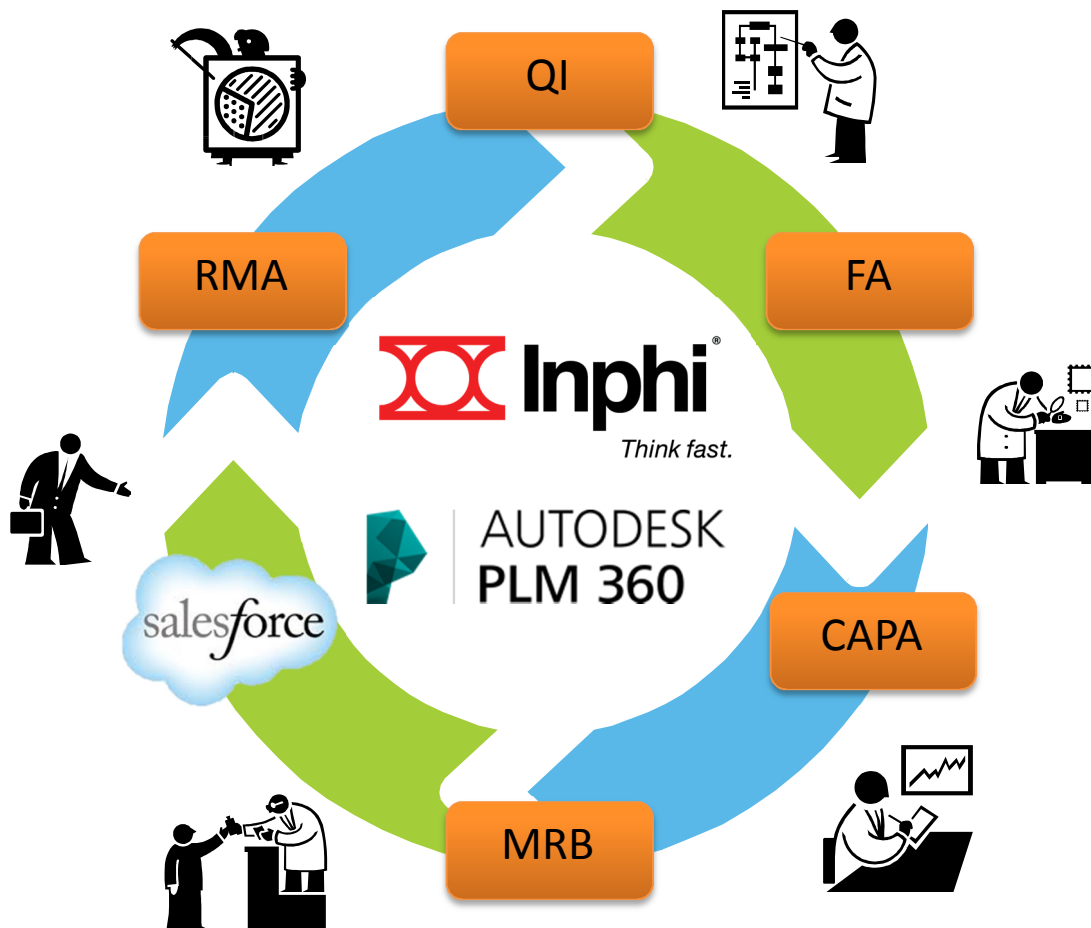 QI
RMA
FA
Inphi®
Think fast.
AUTODESK
PLM 360
salesforce
CAPA
MRB